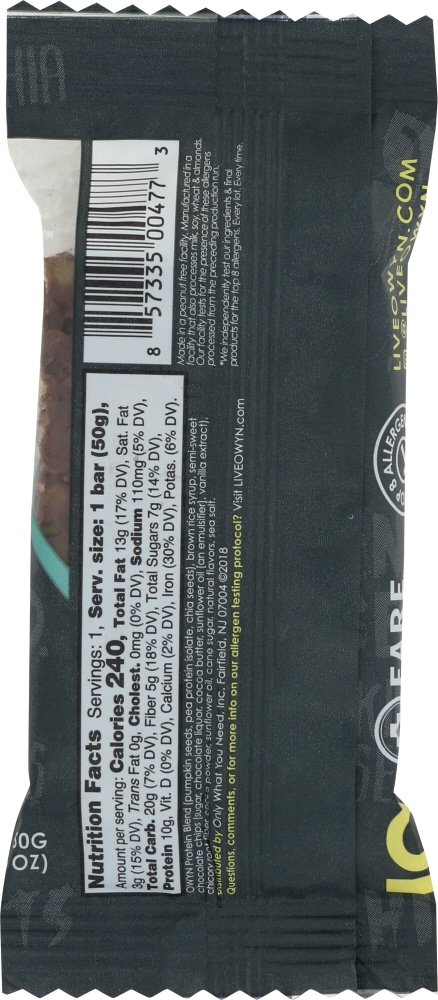 Nutrition Facts Servings: 1, Serv. size: 1 bar (50g),
Amount per serving: Calories 240, Total Fat 13g (17% DV), Sat. Fat
3g (15% DV), Trans Fat 0g, Cholest. 0mg (0% DV), Sodium 110mg (5% DV),
Total Carb. 20g (7% DV), Fiber 5g (18% DV), Total Sugars 7g (14% DV),
Protein 10g, Vit. D (0% DV), Calcium (2% DV), Iron (30% DV), Potas. (6% DV).
OWYN Protein Blend (pumpkin seeds, pea protein isolate, chia seeds), brown rice syrup, semi-sweet
chocolate chips (sugar, chocolate liquor, cocoa butter, sunflower oil [an emulsifier], vanilla extract),
powder, sunflower oil, cane sugar, natural flavors, sea salt.
Distributed by Only What You Need, Inc. Fairfield, NJ 07004 ©2018
Questions, comments, or for more info on our allergen testing protocol? Visit LIVEOWYN.com
8 57335 00477 3
Made in a peanut free facility. Manufactured in a
facility that also processes milk, soy, wheat & almonds.
Our facility tests for the presence of these allergens
processed from the preceding production run.
*We independently test our ingredients & final
products for the top 8 allergens. Every lot. Every time.
OZ)
FARE
8 ALLERGE
.COM